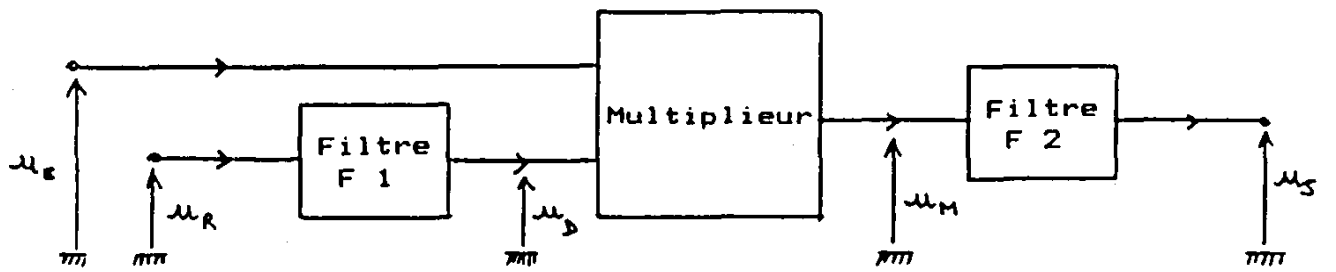 Multiplieur
Filtre
F 1
Filtre
F 2
u_E
u_R
u_D
u_M
u_S